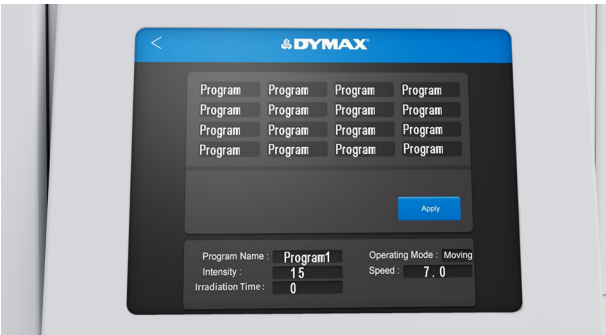 <
DYMAX
Program Program Program Program
Program Program Program Program
Program Program Program Program
Program Program Program Program
Apply
Program Name : Program1 Operating Mode : Moving
Intensity : 15 Speed : 7.0
Irradiation Time : 0